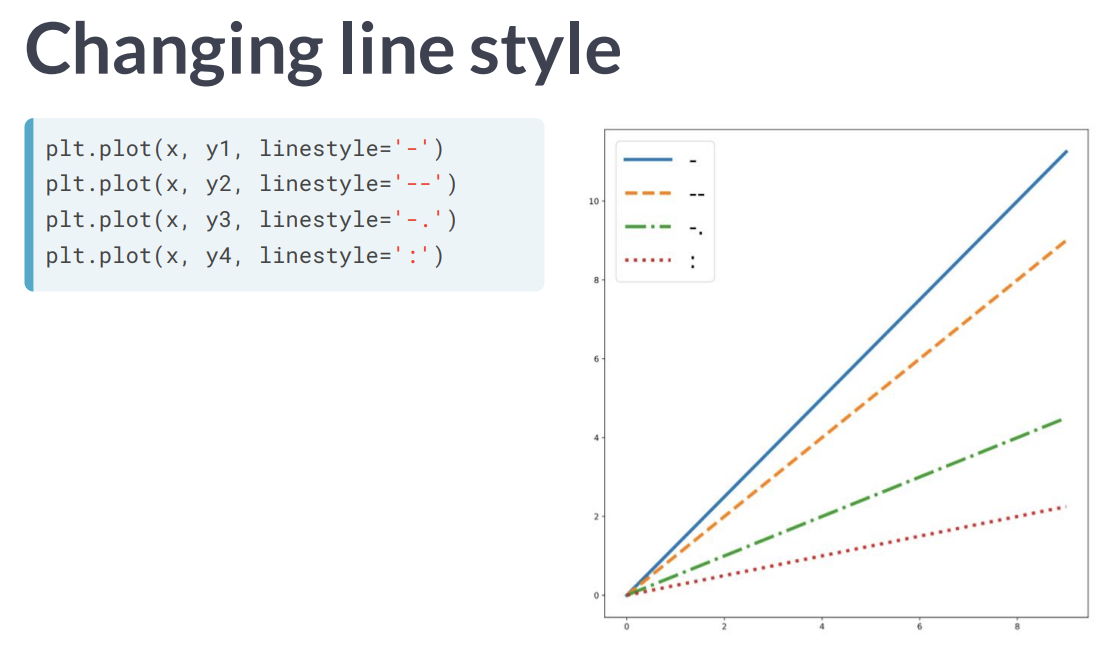 Changing line style
plt.plot(x, y1, linestyle='-')
plt.plot(x, y2, linestyle='--')
plt.plot(x, y3, linestyle='-.')
plt.plot(x, y4, linestyle=':')
-
--
-.
:
10
8
6
4
2
0
0 2 4 6 8